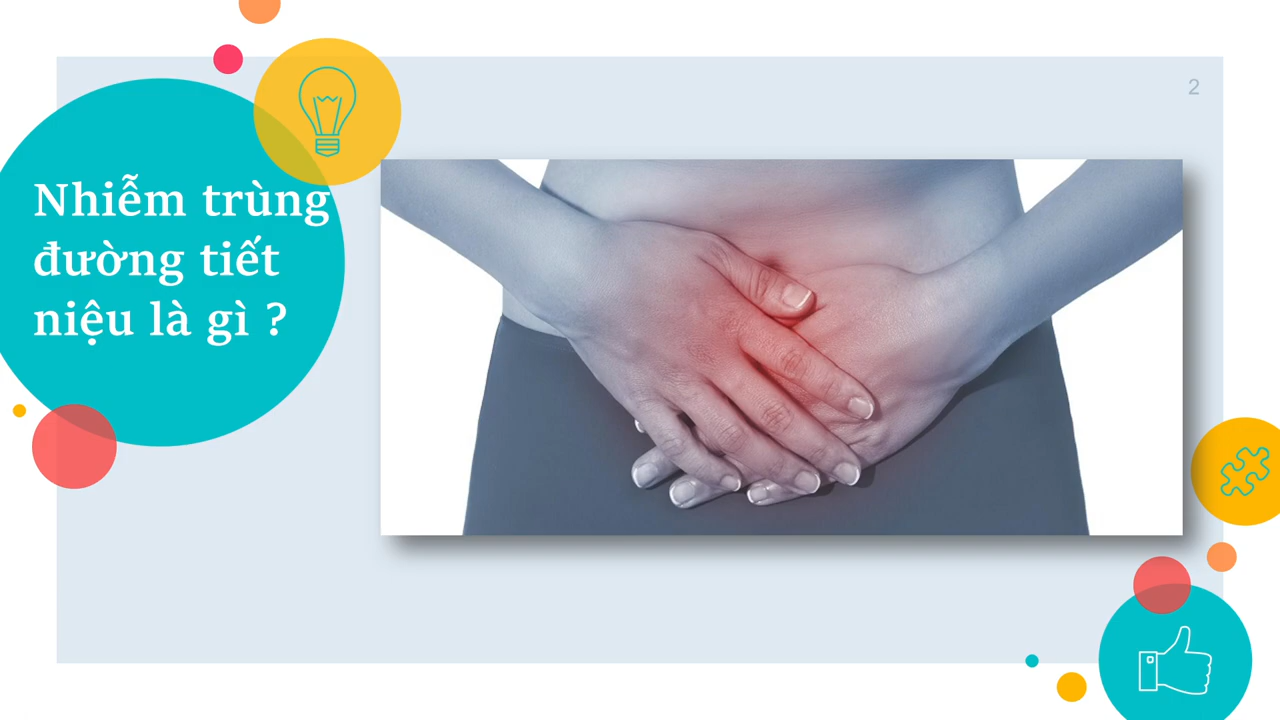 2
Nhiễm trùng
đường tiết
niệu là gì ?